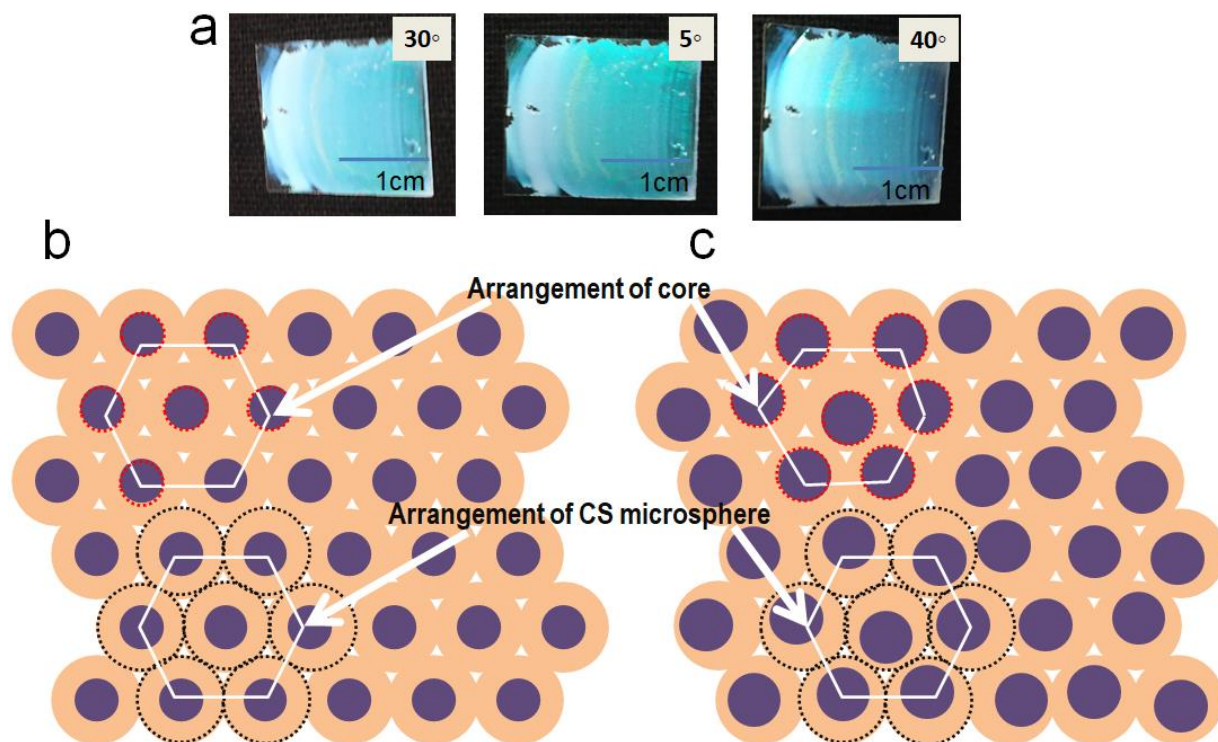 a
30°
5°
40°
1cm
1cm
1cm
b
c
Arrangement of core
Arrangement of CS microsphere